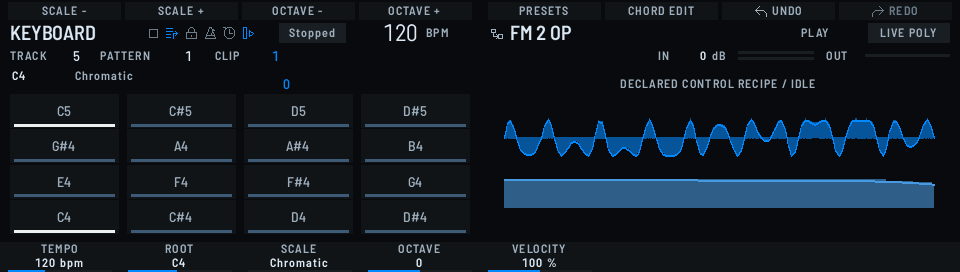 SCALE - SCALE + OCTAVE - OCTAVE + PRESETS CHORD EDIT UNDO REDO
KEYBOARD Stopped 120 BPM FM 2 OP PLAY LIVE POLY
TRACK 5 PATTERN 1 CLIP 1 IN 0 dB OUT
C4 Chromatic 0 DECLARED CONTROL RECIPE / IDLE
C5 C#5 D5 D#5
G#4 A4 A#4 B4
E4 F4 F#4 G4
C4 C#4 D4 D#4
TEMPO ROOT SCALE OCTAVE VELOCITY
120 bpm C4 Chromatic 0 100 %